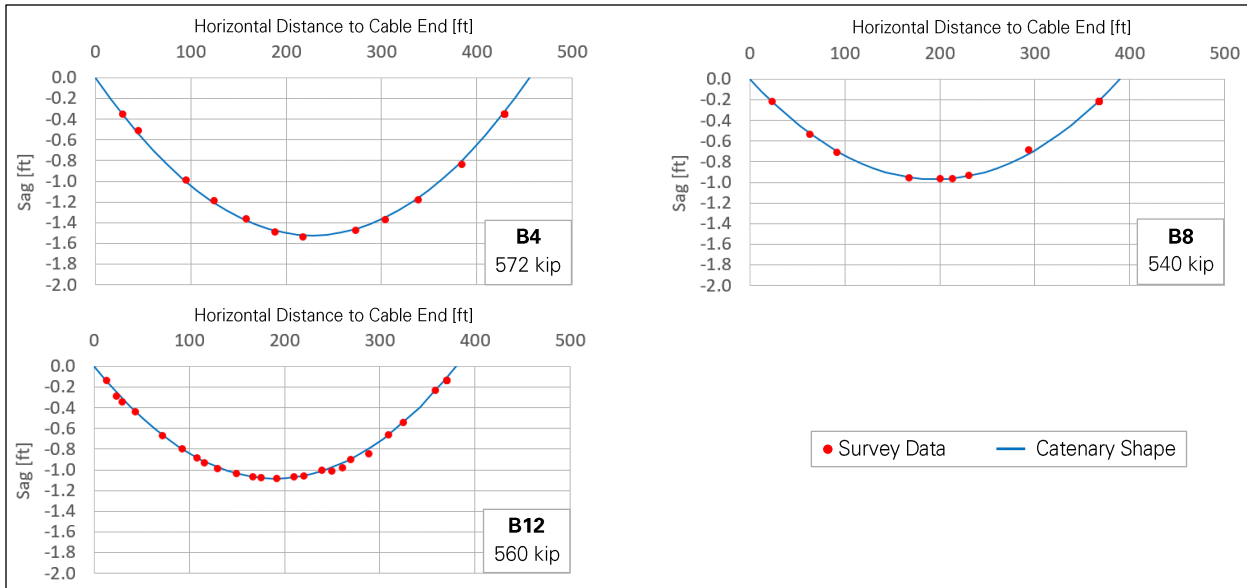 Horizontal Distance to Cable End [ft]
0 100 200 300 400 500
0.0
-0.2
-0.4
-0.6
-0.8
-1.0
-1.2
-1.4
-1.6
-1.8
-2.0
Sag [ft]
B4
572 kip
Horizontal Distance to Cable End [ft]
0 100 200 300 400 500
0.0
-0.2
-0.4
-0.6
-0.8
-1.0
-1.2
-1.4
-1.6
-1.8
-2.0
Sag [ft]
B8
540 kip
Horizontal Distance to Cable End [ft]
0 100 200 300 400 500
0.0
-0.2
-0.4
-0.6
-0.8
-1.0
-1.2
-1.4
-1.6
-1.8
-2.0
Sag [ft]
B12
560 kip
Survey Data Catenary Shape